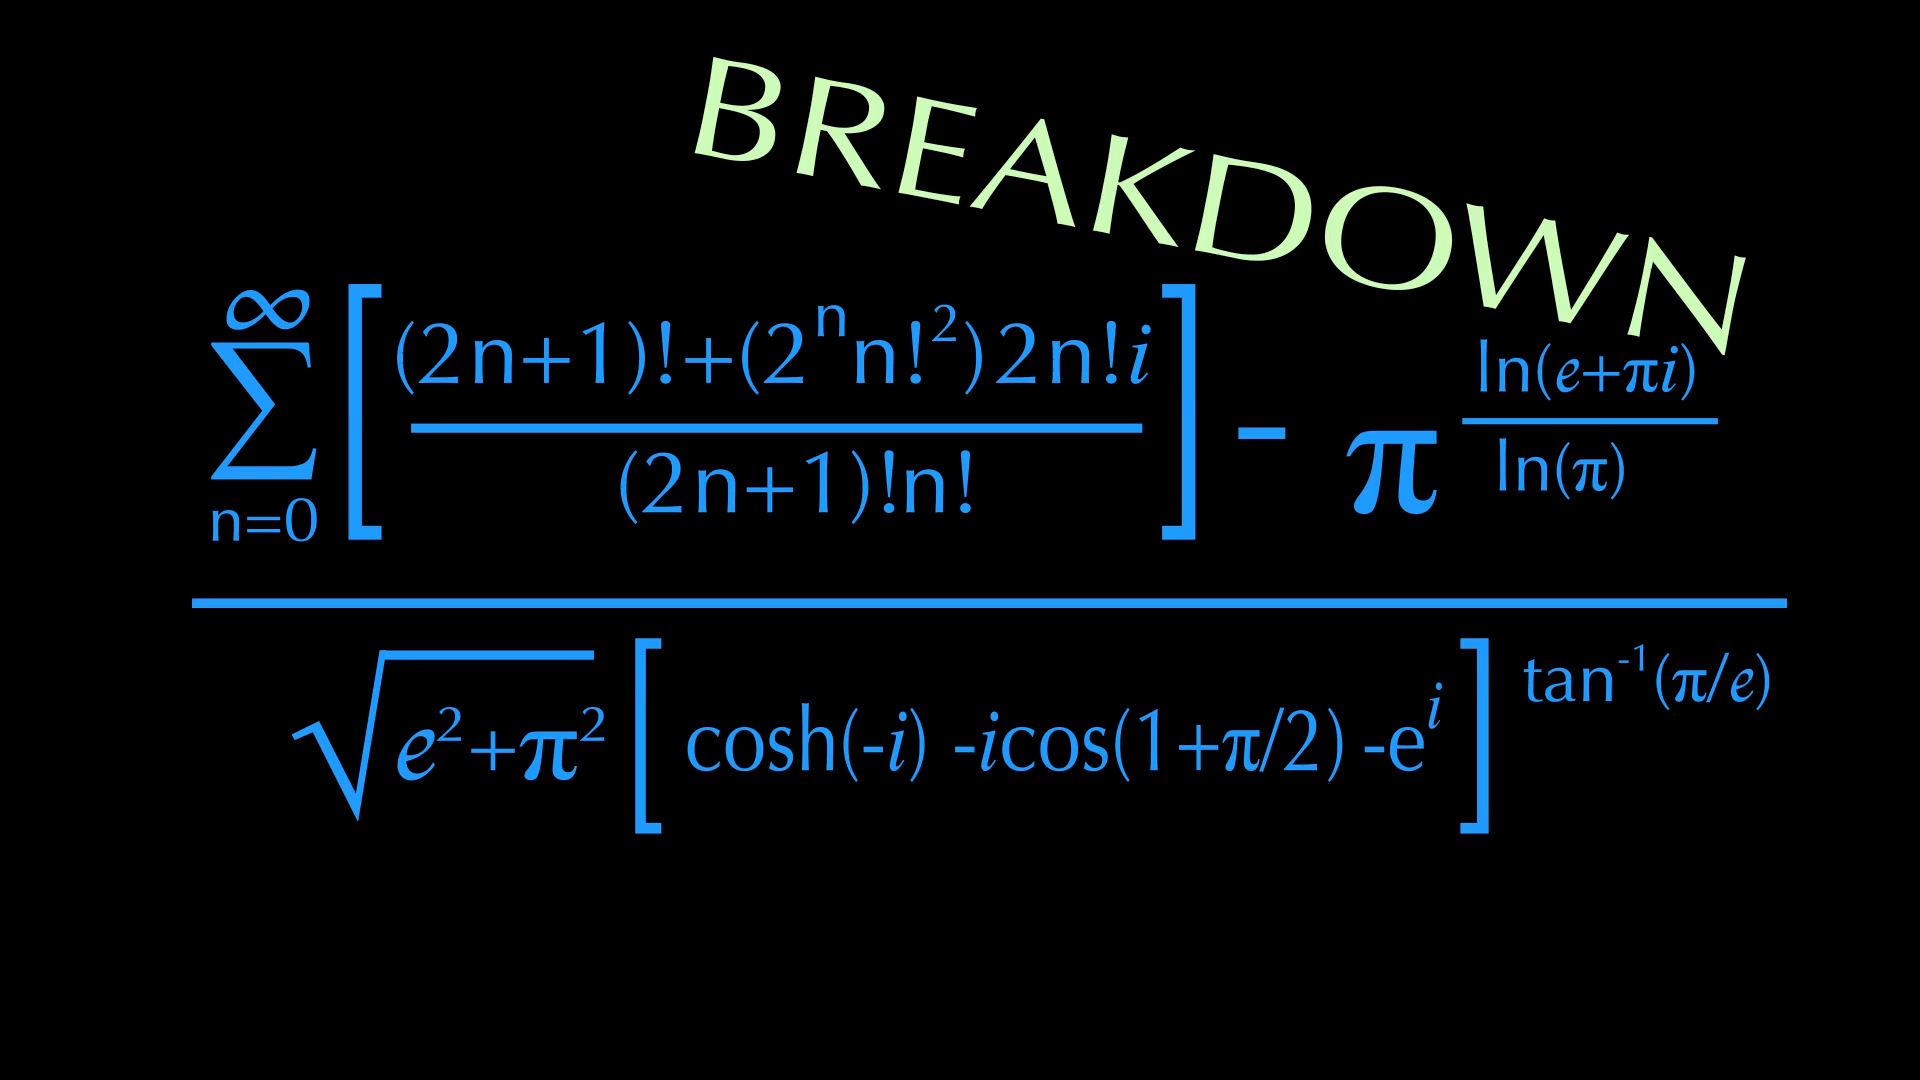 BREAKDOWN
∞
∑
n=0
[(2n+1)!+(2ⁿn!²)2n!i
(2n+1)!n!] - π
ln(e+πi)
ln(π)
√e²+π² [cosh(-i) -icos(1+π/2) -eⁱ] tan⁻¹(π/e)